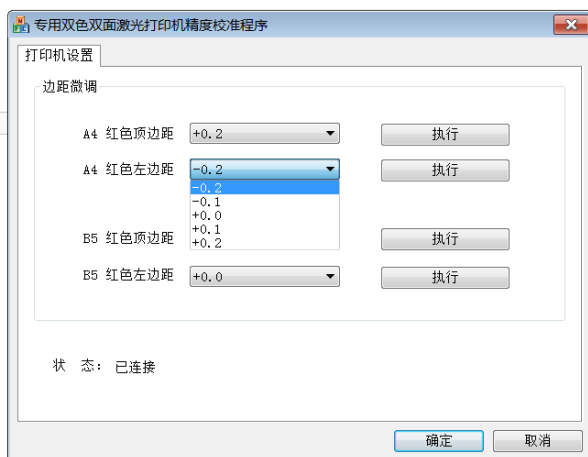 专用双色双面激光打印机精度校准程序
打印机设置
边距微调
A4 红色顶边距 +0.2 执行
A4 红色左边距 -0.2 执行
-0.2
-0.1
+0.0
+0.1
+0.2
B5 红色顶边距 执行
B5 红色左边距 +0.0 执行
状 态： 已连接
确定 取消